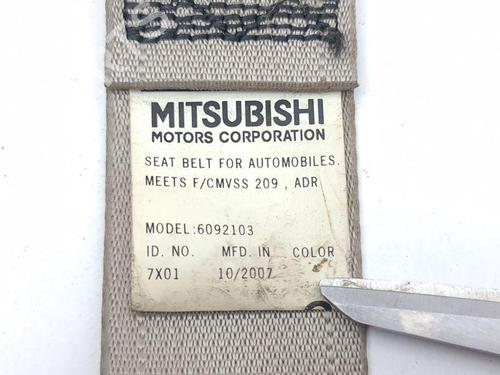 MITSUBISHI
MOTORS CORPORATION
SEAT BELT FOR AUTOMOBILES.
MEETS F/CMVSS 209 , ADR
MODEL:6092103
ID. NO. MFD. IN COLOR
7X01 10/2007